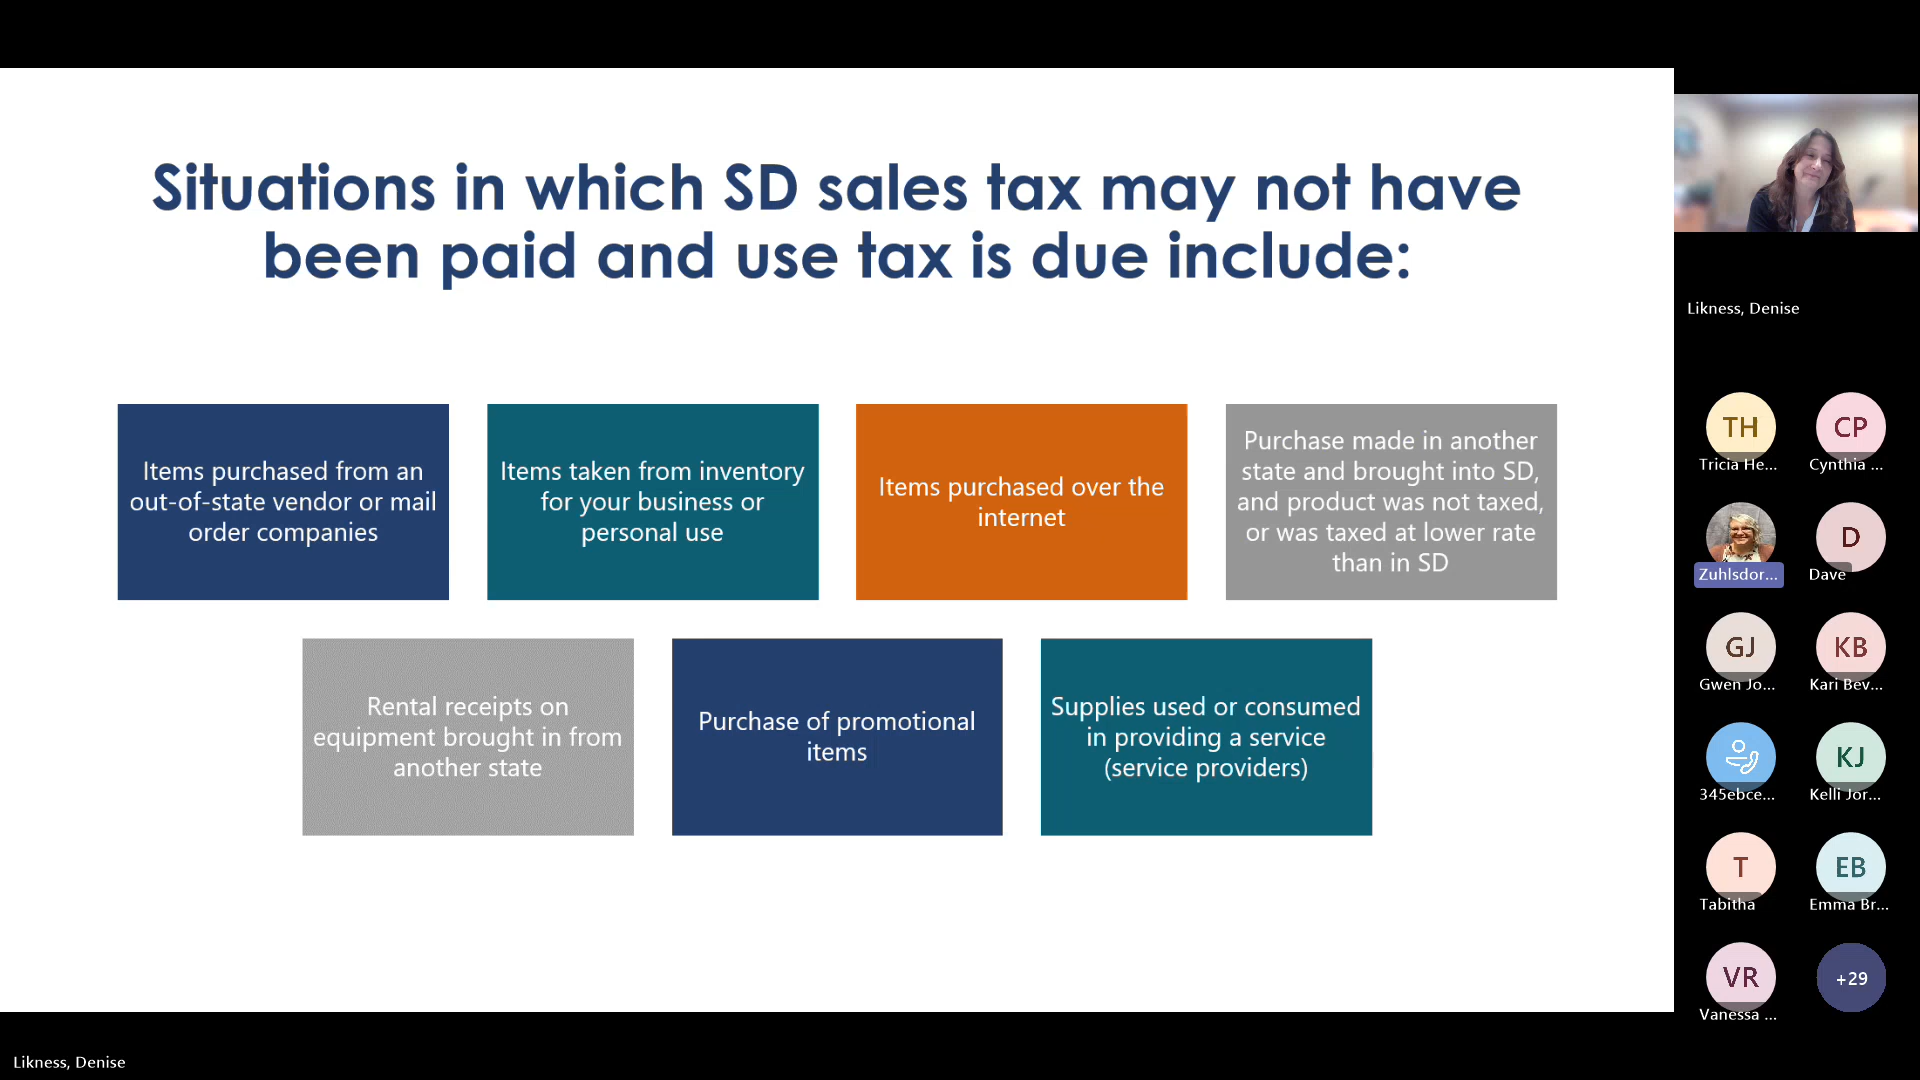 Situations in which SD sales tax may not have
been paid and use tax is due include:
Items purchased from an
out-of-state vendor or mail
order companies
Items taken from inventory
for your business or
personal use
Items purchased over the
internet
Purchase made in another
state and brought into SD,
and product was not taxed,
or was taxed at lower rate
than in SD
Rental receipts on
equipment brought in from
another state
Purchase of promotional
items
Supplies used or consumed
in providing a service
(service providers)
Likness, Denise
TH
Tricia He...
CP
Cynthia ...
Zuhlsdor...
D
Dave
GJ
Gwen Jo...
KB
Kari Bev...
345ebce...
KJ
Kelli Jor...
T
Tabitha
EB
Emma Br...
VR
Vanessa ...
+29
Likness, Denise